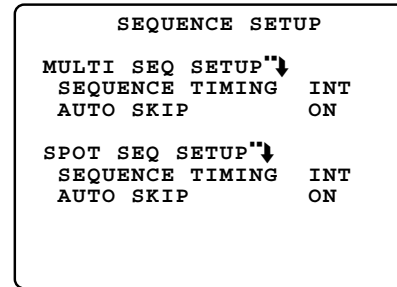 SEQUENCE SETUP
MULTI SEQ SETUP
SEQUENCE TIMING INT
AUTO SKIP ON
SPOT SEQ SETUP
SEQUENCE TIMING INT
AUTO SKIP ON